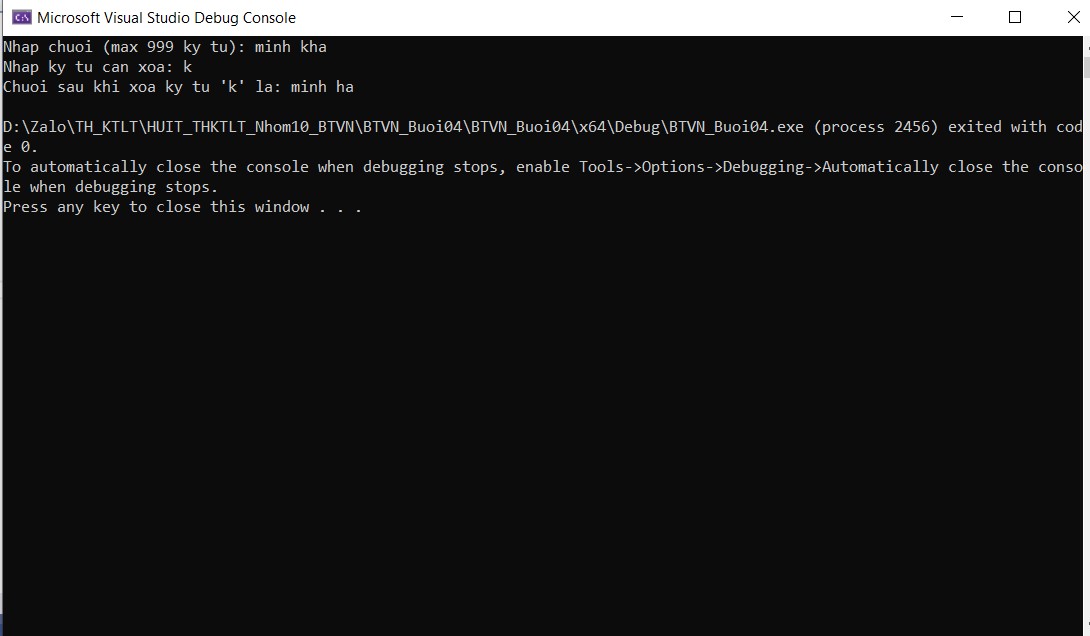 Microsoft Visual Studio Debug Console
Nhap chuoi (max 999 ky tu): minh kha
Nhap ky tu can xoa: k
Chuoi sau khi xoa ky tu 'k' la: minh ha
D:\Zalo\TH_KTLT\HUIT_THKTLT_Nhom10_BTVN\BTVN_Buoi04\BTVN_Buoi04\x64\Debug\BTVN_Buoi04.exe (process 2456) exited with cod
e 0.
To automatically close the console when debugging stops, enable Tools->Options->Debugging->Automatically close the conso
le when debugging stops.
Press any key to close this window . . .